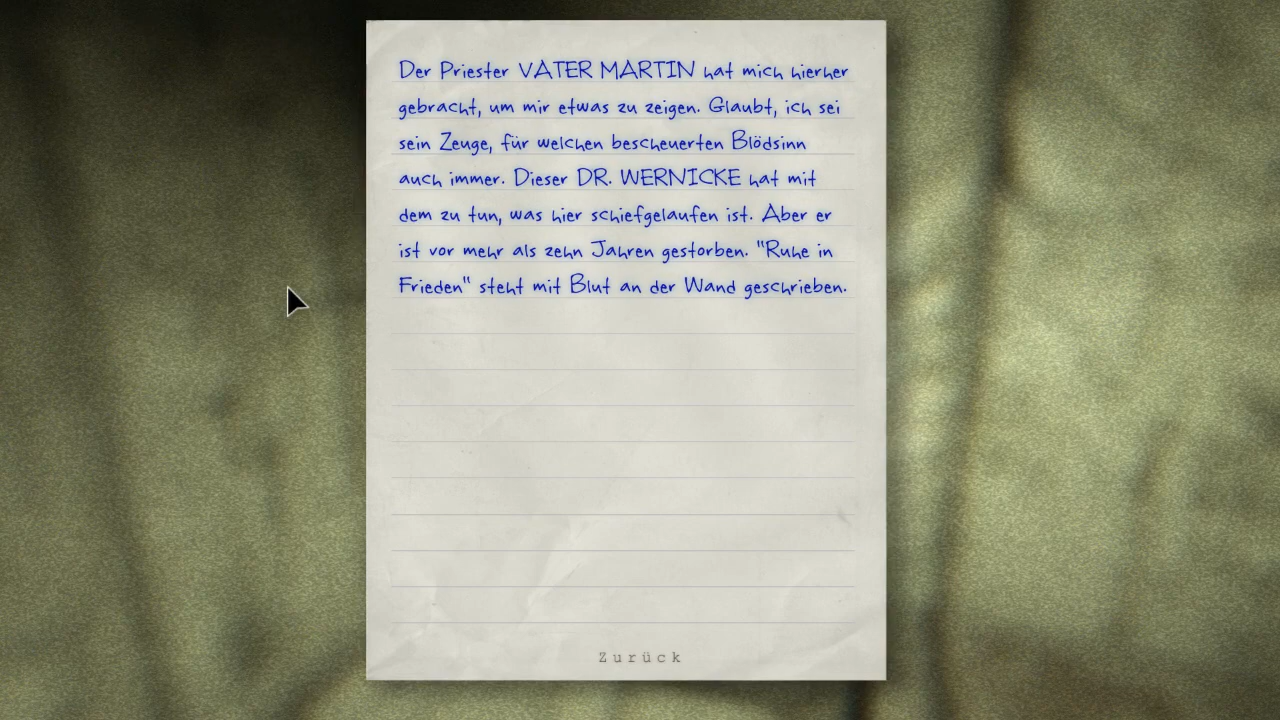 Der Priester VATER MARTIN hat mich hierher
gebracht, um mir etwas zu zeigen. Glaubt, ich sei
sein Zeuge, für welchen bescheuerten Blödsinn
auch immer. Dieser DR. WERNICKE hat mit
dem zu tun, was hier schiefgelaufen ist. Aber er
ist vor mehr als zehn Jahren gestorben. "Ruhe in
Frieden" steht mit Blut an der Wand geschrieben.
Zurück